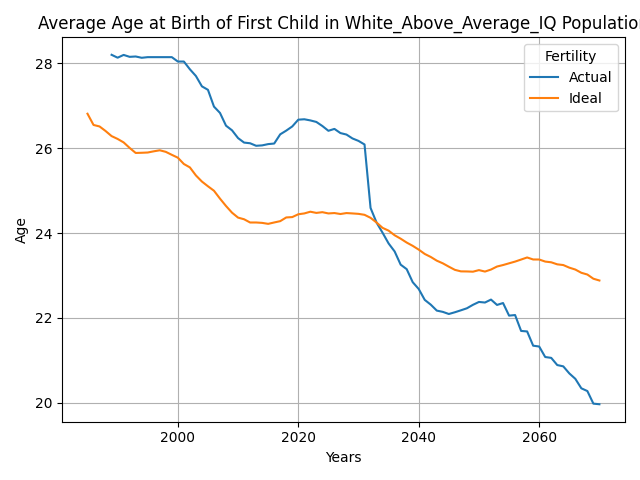 Average Age at Birth of First Child in White_Above_Average_IQ Population
Fertility
Actual
Ideal
28
26
24
22
20
Age
2000
2020
2040
2060
Years